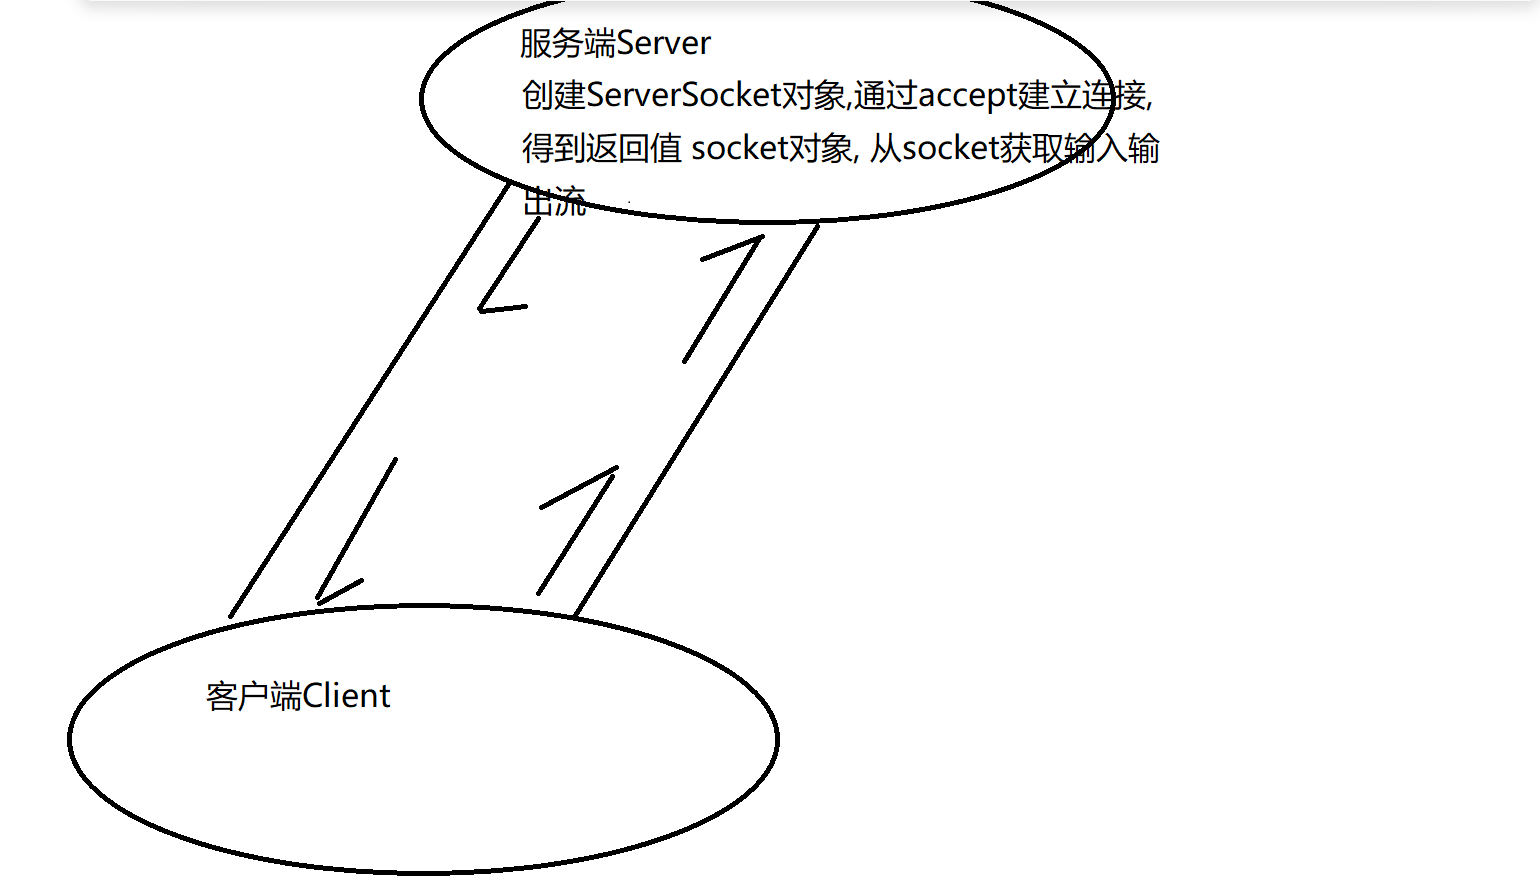 服务端Server
创建ServerSocket对象,通过accept建立连接,
得到返回值 socket对象, 从socket获取输入输
出流
客户端Client